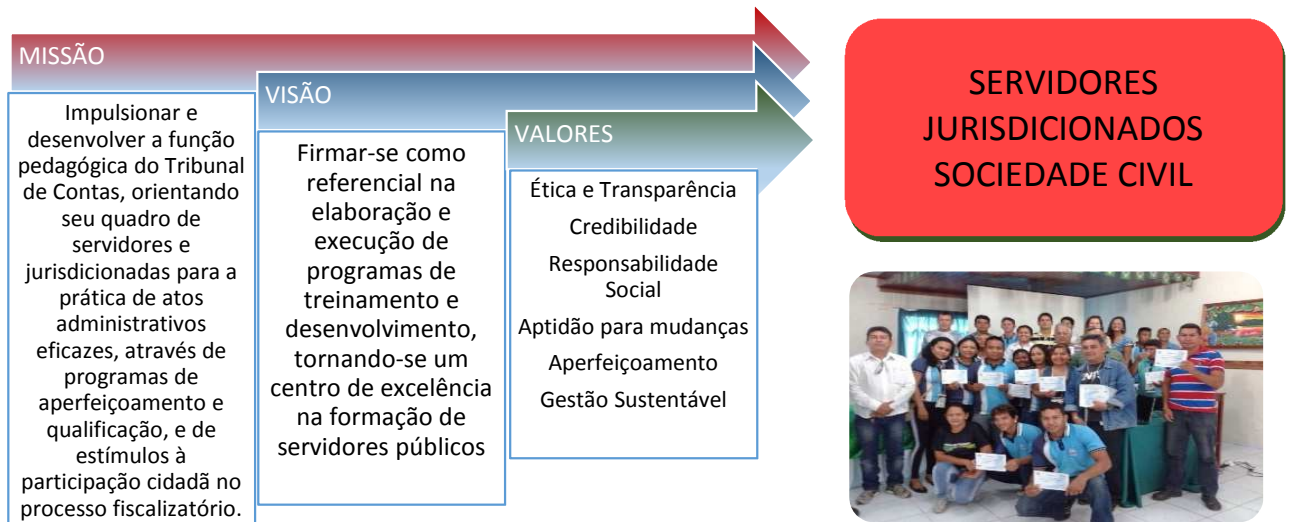 MISSÃO
Impulsionar e
desenvolver a função
pedagógica do Tribunal
de Contas, orientando
seu quadro de
servidores e
jurisdicionadas para a
prática de atos
administrativos
eficazes, através de
programas de
aperfeiçoamento e
qualificação, e de
estímulos à
participação cidadã no
processo fiscalizatório.
VISÃO
Firmar-se como
referencial na
elaboração e
execução de
programas de
treinamento e
desenvolvimento,
tornando-se um
centro de excelência
na formação de
servidores públicos
VALORES
Ética e Transparência
Credibilidade
Responsabilidade
Social
Aptidão para mudanças
Aperfeiçoamento
Gestão Sustentável
SERVIDORES
JURISDICIONADOS
SOCIEDADE CIVIL